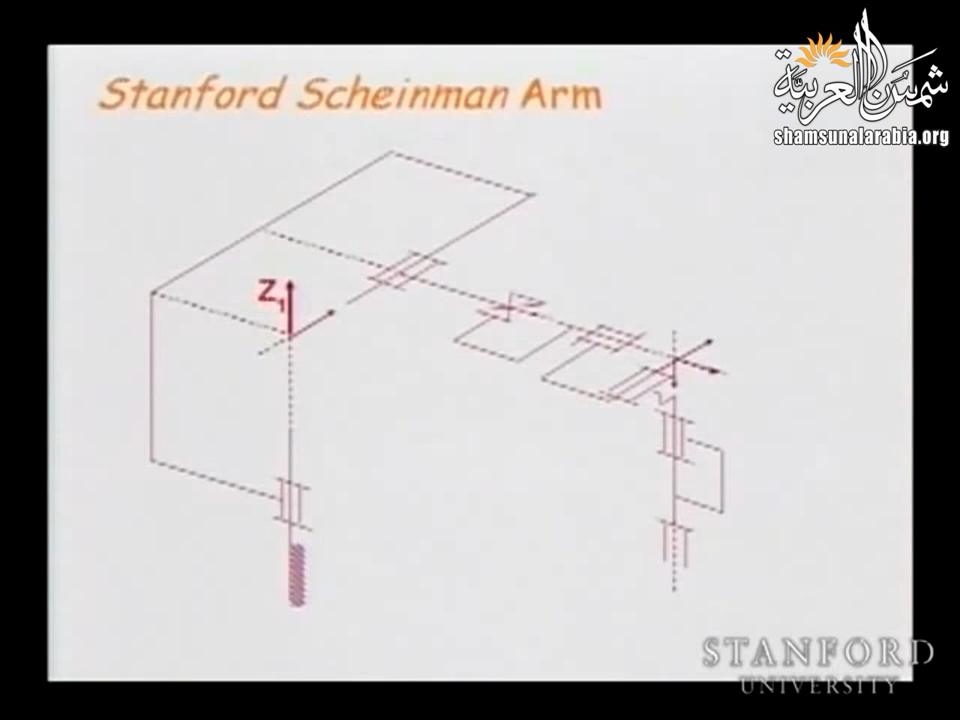 شمس العربية
shamsunalarabia.org
Stanford Scheinman Arm
Z1
STANFORD
UNIVERSITY